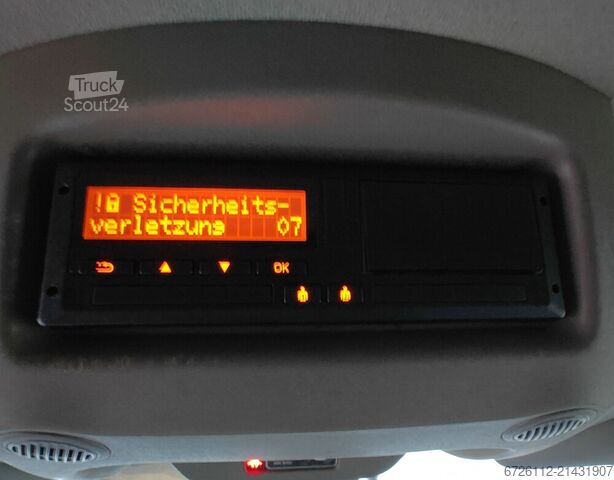 Truck
Scout24
! Sicherheits-
verletzung 07
OK
6726112-21431907